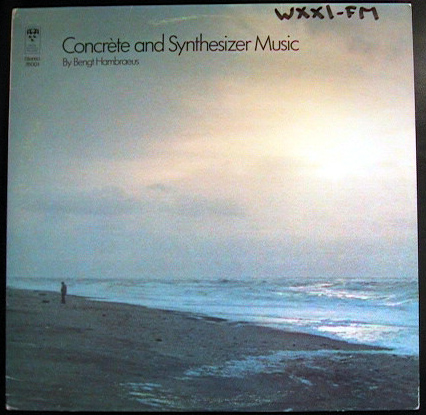 WXXI-FM
Concrète and Synthesizer Music
By Bengt Hambraeus